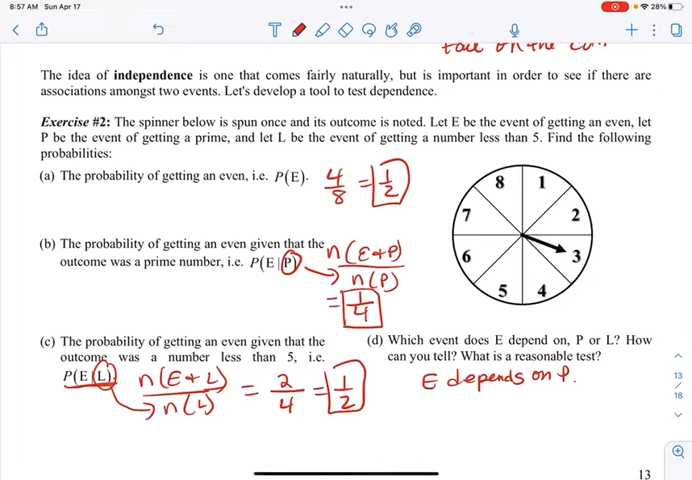 8:57 AM Sun Apr 17
28%
tail on the coin
The idea of independence is one that comes fairly naturally, but is important in order to see if there are
associations amongst two events. Let's develop a tool to test dependence.
Exercise #2: The spinner below is spun once and its outcome is noted. Let E be the event of getting an even, let
P be the event of getting a prime, and let L be the event of getting a number less than 5. Find the following
probabilities:
(a) The probability of getting an even, i.e. P(E).
4/8 = 1/2
8 1
7 2
6 3
5 4
(b) The probability of getting an even given that the
outcome was a prime number, i.e. P(E|P)
n(E+P)
n(P)
= 1/4
(c) The probability of getting an even given that the
outcome was a number less than 5, i.e.
P(E|L).
n(E+L)
n(L)
= 2/4 = 1/2
(d) Which event does E depend on, P or L? How
can you tell? What is a reasonable test?
E depends on P.
13
/
18
13